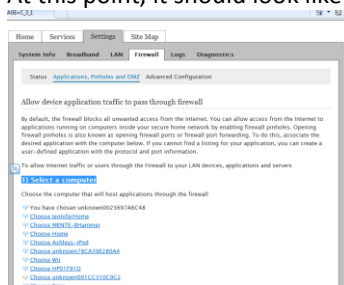 At this point, it should look like
AGE=C_3_1
Home Services Settings Site Map
System Info Broadband LAN Firewall Logs Diagnostics
Status Applications, Pinholes and DMZ Advanced Configuration
Allow device application traffic to pass through firewall
By default, the firewall blocks all unwanted access from the Internet. You can allow access from the Internet to
applications running on computers inside your secure home network by enabling firewall pinholes. Opening
firewall pinholes is also known as opening firewall ports or firewall port forwarding. To do this, associate the
desired application with the computer below. If you cannot find a listing for your application, you can create a
user-defined application with the protocol and port information.
To allow Internet traffic or users through the Firewall to your LAN devices, applications and servers
1) Select a computer
Choose the computer that will host applications through the firewall
You have chosen unknown0023697A6C48
Choose JenniferHome
Choose MENTE-BHammer
Choose Home
Choose Ashleys-iPod
Choose unknown78CA39E280A4
Choose Wii
Choose HP01F91D
Choose unknown001CC310C9C2